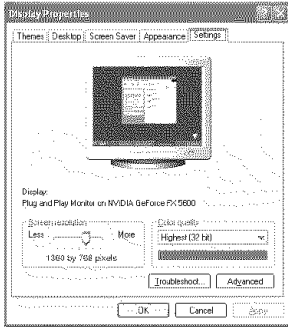 Display Properties
Themes Desktop Screen Saver Appearance Settings
Display:
Plug and Play Monitor on NVIDIA GeForce FX 5600
Screen resolution
Less More
1360 by 768 pixels
Color quality
Highest (32 bit)
Troubleshoot... Advanced
OK Cancel Apply